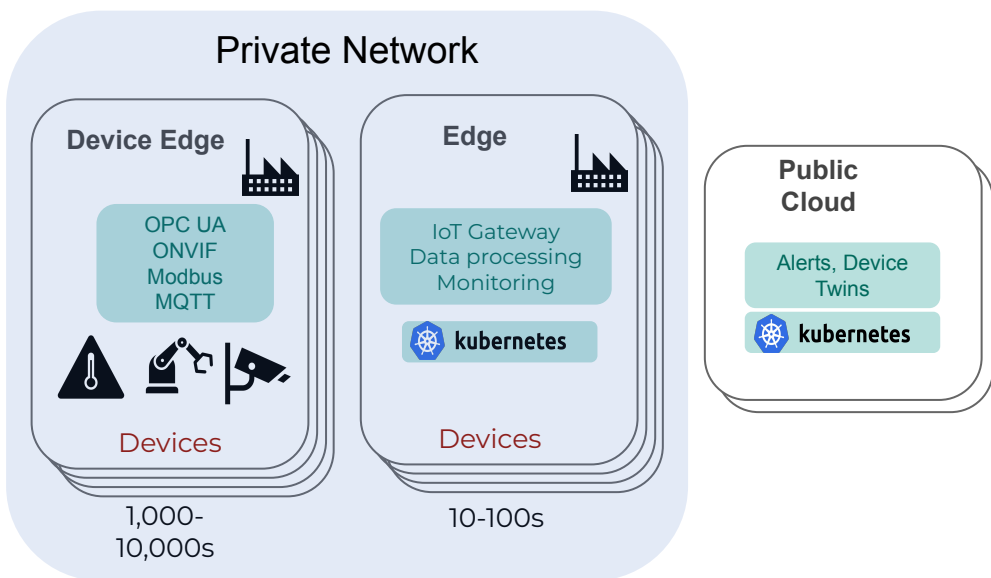 Private Network
Device Edge
OPC UA
ONVIF
Modbus
MQTT
Devices
1,000-
10,000s
Edge
IoT Gateway
Data processing
Monitoring
kubernetes
Devices
10-100s
Public
Cloud
Alerts, Device
Twins
kubernetes